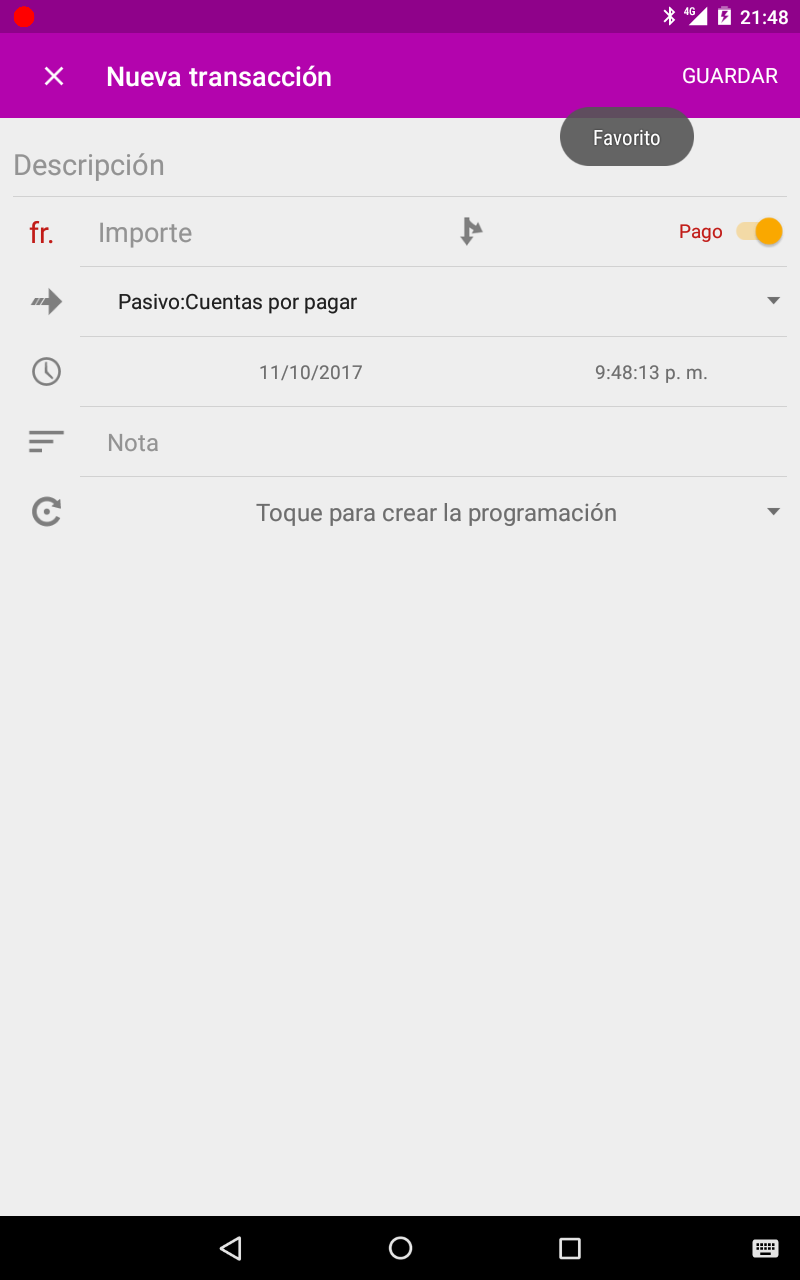 4G 21:48
Nueva transacción GUARDAR
Favorito
Descripción
fr. Importe Pago
Pasivo:Cuentas por pagar
11/10/2017 9:48:13 p. m.
Nota
Toque para crear la programación